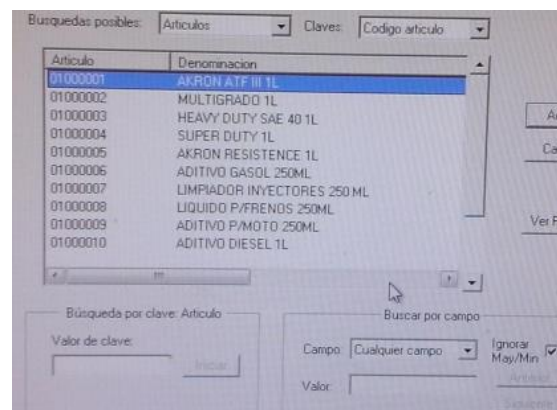 Busquedas posibles: Articulos Claves: Codigo articulo
Articulo Denominacion
01000001 AKRON ATF III 1L
01000002 MULTIGRADO 1L
01000003 HEAVY DUTY SAE 40 1L
01000004 SUPER DUTY 1L
01000005 AKRON RESISTENCE 1L
01000006 ADITIVO GASOL 250ML
01000007 LIMPIADOR INYECTORES 250 ML
01000008 LIQUIDO P/FRENOS 250ML
01000009 ADITIVO P/MOTO 250ML
01000010 ADITIVO DIESEL 1L
Ca
Ver
Búsqueda por clave: Articulo
Valor de clave:
Iniciar
Buscar por campo
Campo: Cualquier campo Ignorar May/Min
Valor: